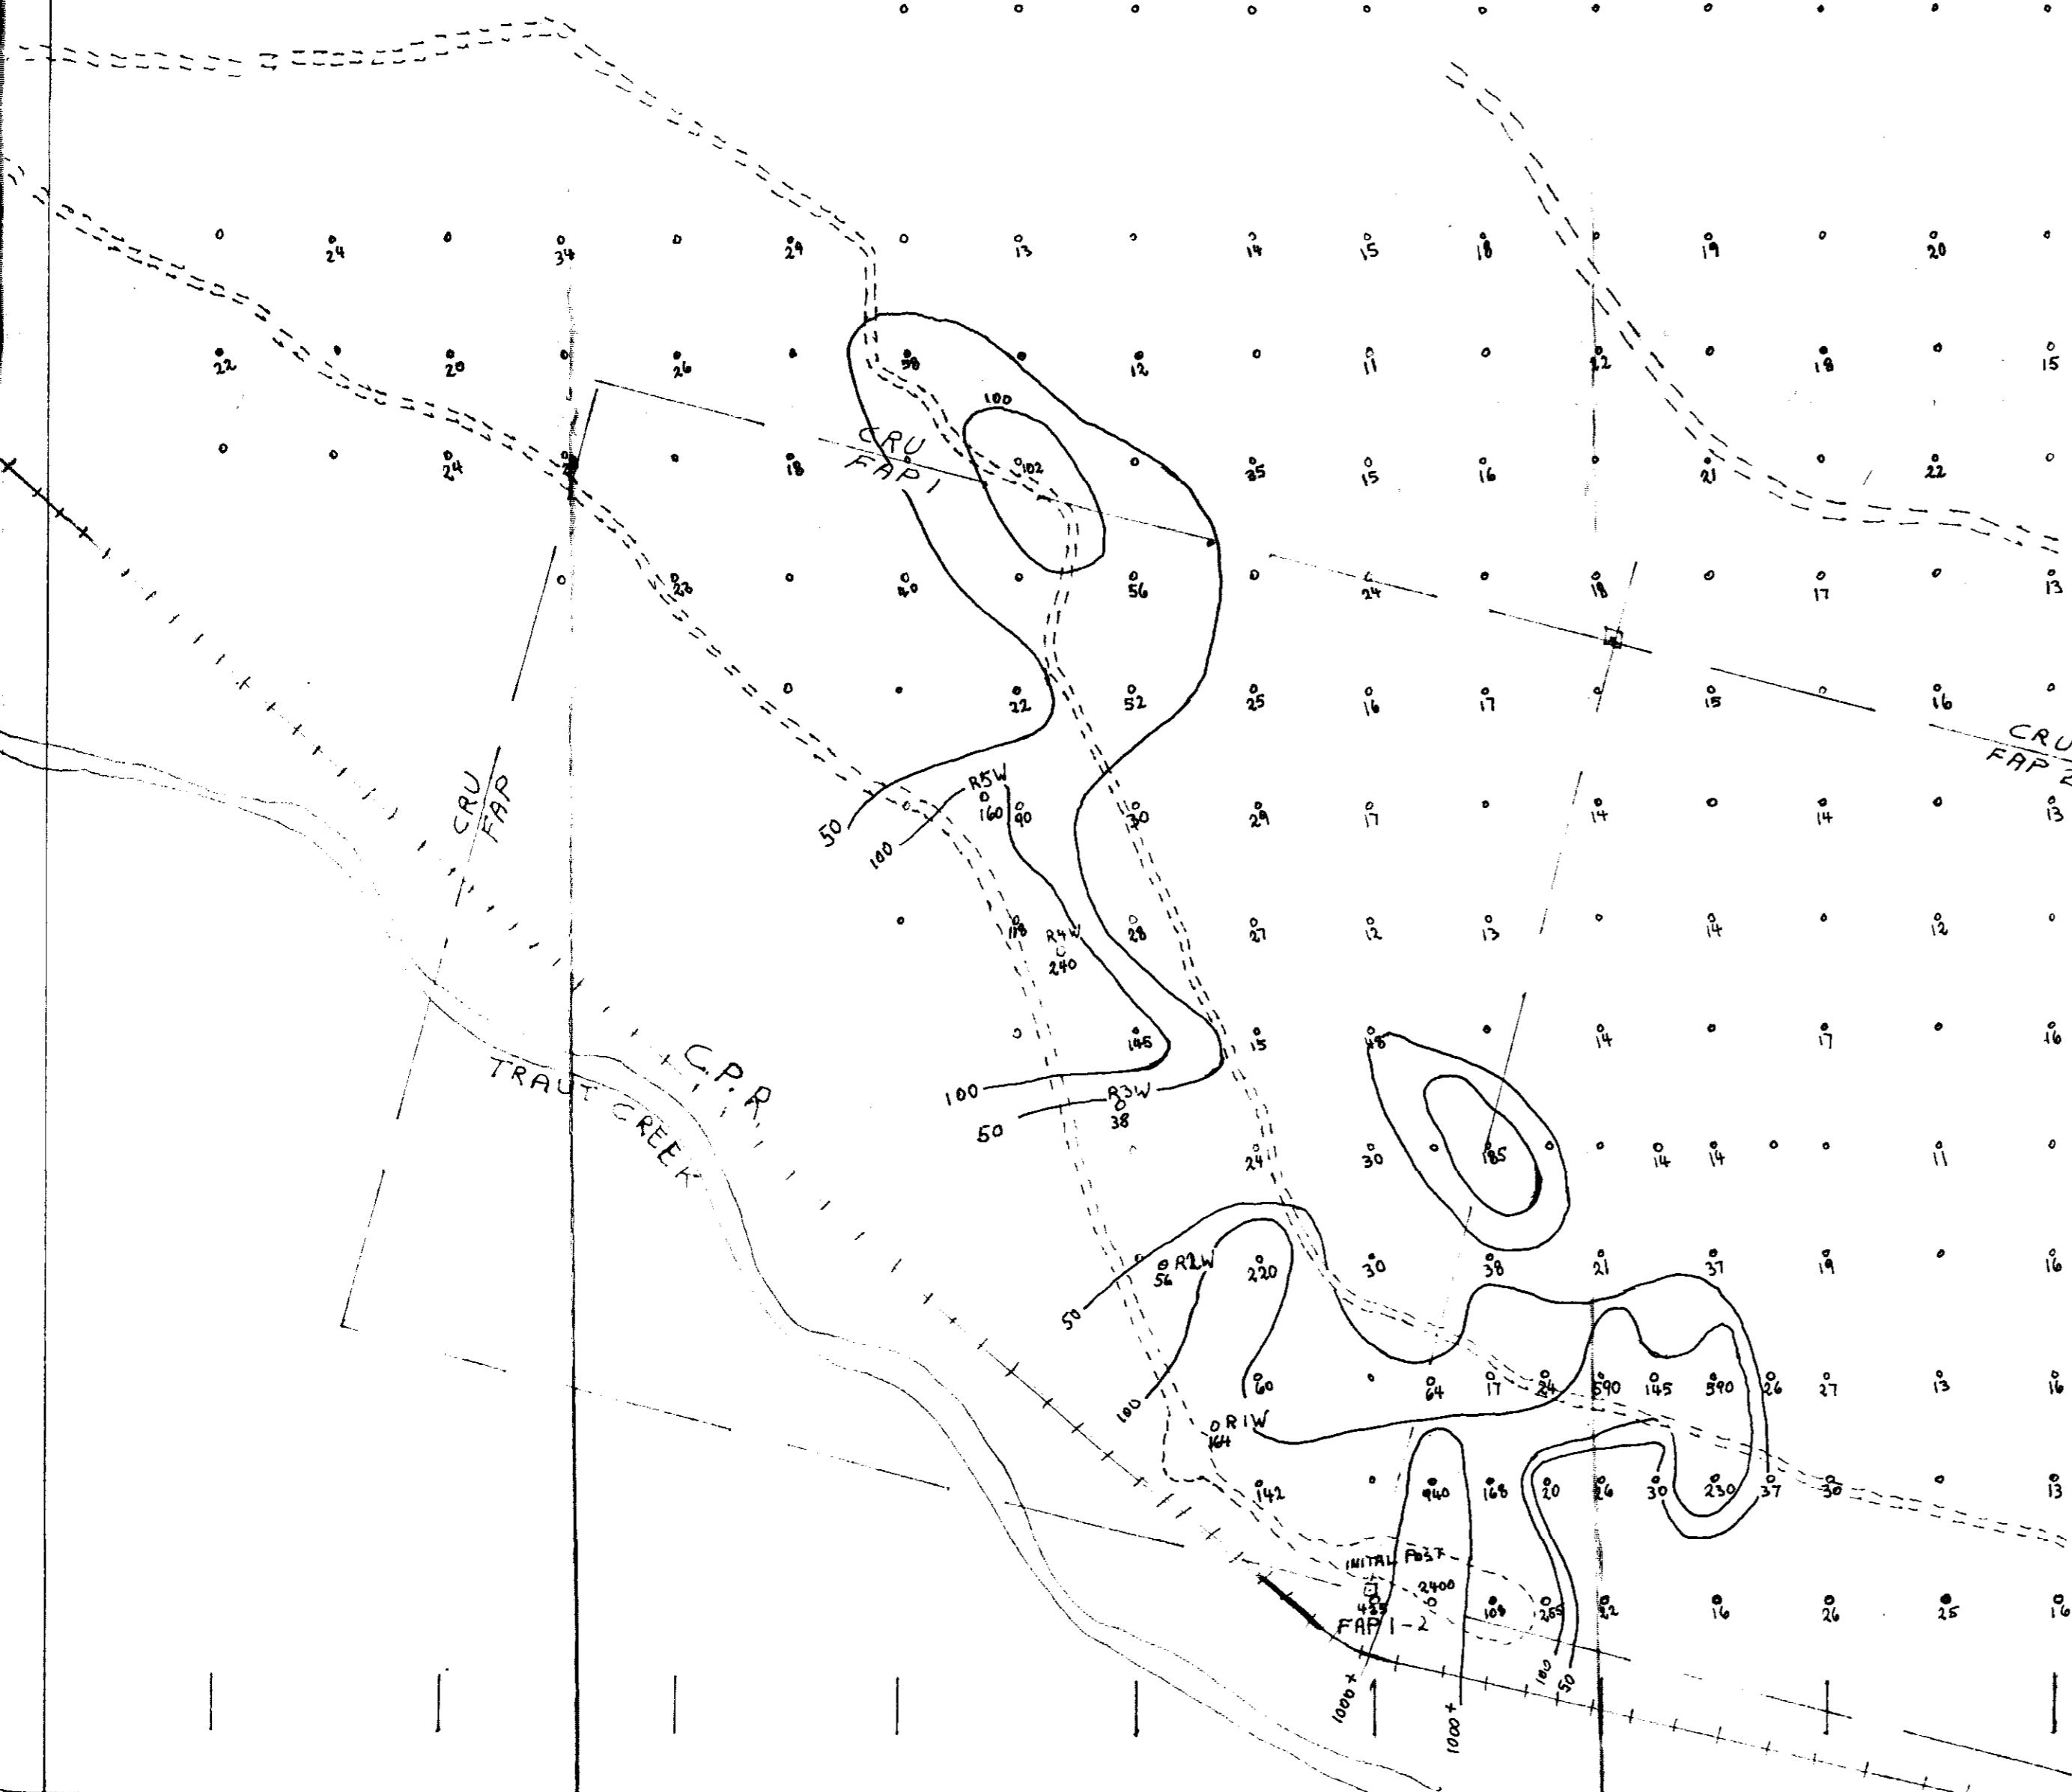 24 34 29 13 14 15 18 19 20
22 20 26 58 12 11 22 18 15
100
CRU
FAP 1
24 18 102 35 15 16 21 22
23 40 56 24 18 17 13
22 52 25 16 17 15 16
CRU
FAP 2
CRU
FAP
R5W
160 90 30 29 17 14 14 13
50
100
118 28 27 12 13 14 12
R4W
240
145 15 48 14 17 16
C.P.R.
TRAUT CREEK
100
R3W
38
50
24 30 185 14 14 11
R2W
56 220 30 38 21 37 19 16
50
60 64 17 24 590 145 590 26 27 13 16
100
R1W
164
142 940 168 20 26 30 230 37 30 13
INITAL POST
2400
435 108 265 22 16 26 25 16
FAP 1-2
1000+
1000+
100
50